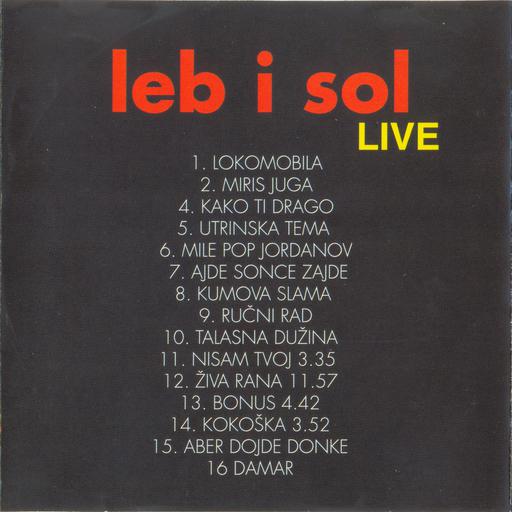 leb i sol
LIVE
1. LOKOMOBILA
2. MIRIS JUGA
4. KAKO TI DRAGO
5. UTRINSKA TEMA
6. MILE POP JORDANOV
7. AJDE SONCE ZAJDE
8. KUMOVA SLAMA
9. RUČNI RAD
10. TALASNA DUŽINA
11. NISAM TVOJ 3.35
12. ŽIVA RANA 11.57
13. BONUS 4.42
14. KOKOŠKA 3.52
15. ABER DOJDE DONKE
16 DAMAR